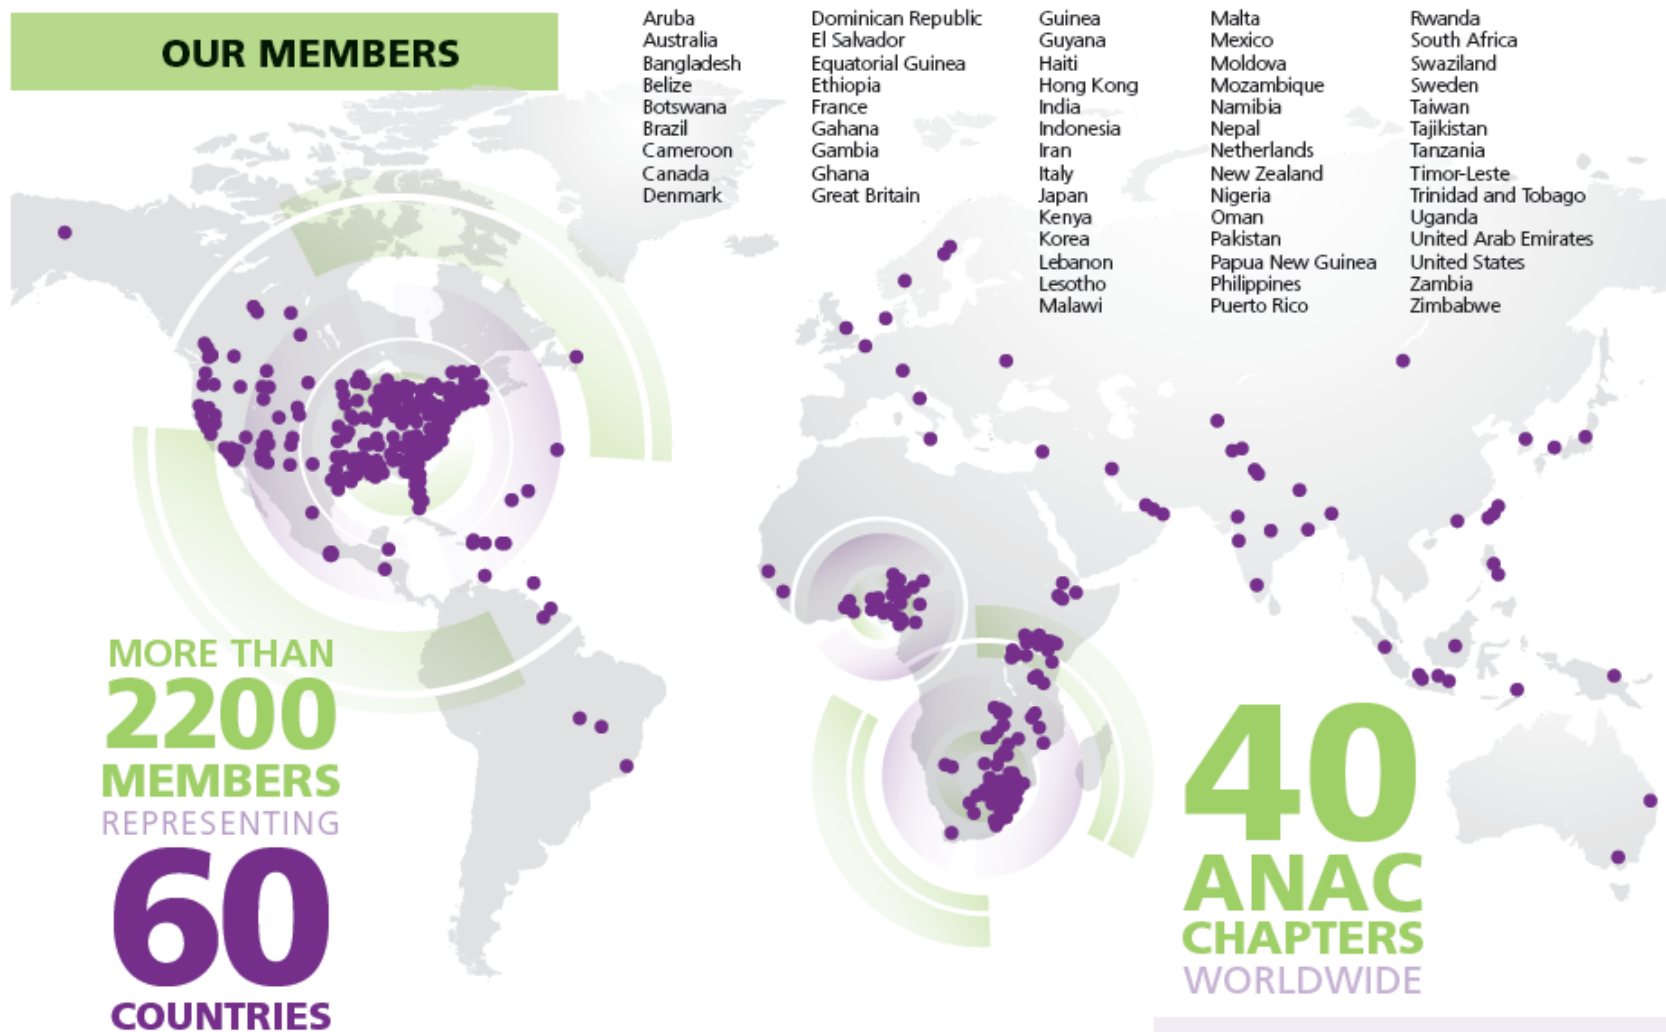 OUR MEMBERS
Aruba
Australia
Bangladesh
Belize
Botswana
Brazil
Cameroon
Canada
Denmark
Dominican Republic
El Salvador
Equatorial Guinea
Ethiopia
France
Gahana
Gambia
Ghana
Great Britain
Guinea
Guyana
Haiti
Hong Kong
India
Indonesia
Iran
Italy
Japan
Kenya
Korea
Lebanon
Lesotho
Malawi
Malta
Mexico
Moldova
Mozambique
Namibia
Nepal
Netherlands
New Zealand
Nigeria
Oman
Pakistan
Papua New Guinea
Philippines
Puerto Rico
Rwanda
South Africa
Swaziland
Sweden
Taiwan
Tajikistan
Tanzania
Timor-Leste
Trinidad and Tobago
Uganda
United Arab Emirates
United States
Zambia
Zimbabwe
MORE THAN
2200
MEMBERS
REPRESENTING
60
COUNTRIES
40
ANAC
CHAPTERS
WORLDWIDE